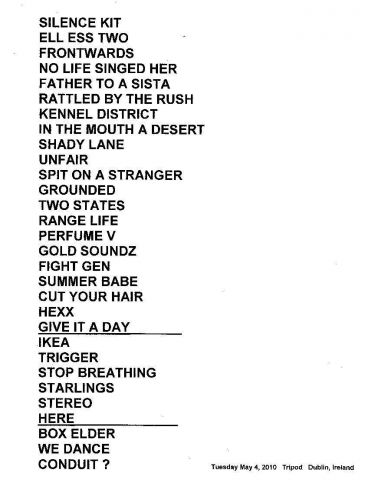 SILENCE KIT
ELL ESS TWO
FRONTWARDS
NO LIFE SINGED HER
FATHER TO A SISTA
RATTLED BY THE RUSH
KENNEL DISTRICT
IN THE MOUTH A DESERT
SHADY LANE
UNFAIR
SPIT ON A STRANGER
GROUNDED
TWO STATES
RANGE LIFE
PERFUME V
GOLD SOUNDZ
FIGHT GEN
SUMMER BABE
CUT YOUR HAIR
HEXX
GIVE IT A DAY
IKEA
TRIGGER
STOP BREATHING
STARLINGS
STEREO
HERE
BOX ELDER
WE DANCE
CONDUIT ?
Tuesday May 4, 2010 Tripod Dublin, Ireland